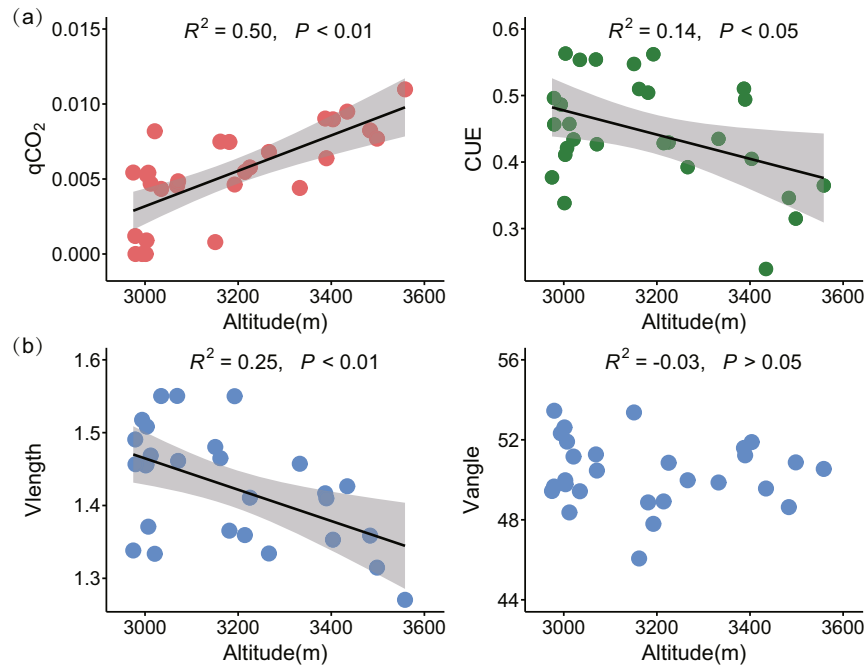 (a)
R² = 0.50, P < 0.01
0.015
0.010
0.005
0.000
qCO₂
3000 3200 3400 3600
Altitude(m)
R² = 0.14, P < 0.05
0.6
0.5
0.4
0.3
CUE
3000 3200 3400 3600
Altitude(m)
(b)
R² = 0.25, P < 0.01
1.6
1.5
1.4
1.3
Vlength
3000 3200 3400 3600
Altitude(m)
R² = -0.03, P > 0.05
56
52
48
44
Vangle
3000 3200 3400 3600
Altitude(m)